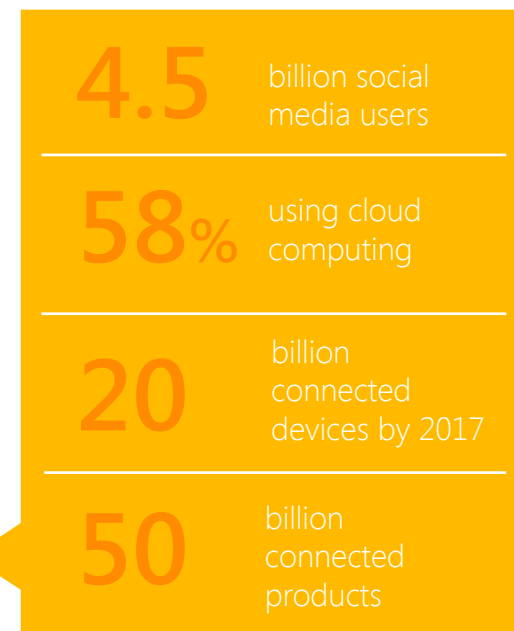 4.5
billion social
media users
58%
using cloud
computing
20
billion
connected
devices by 2017
50
billion
connected
products